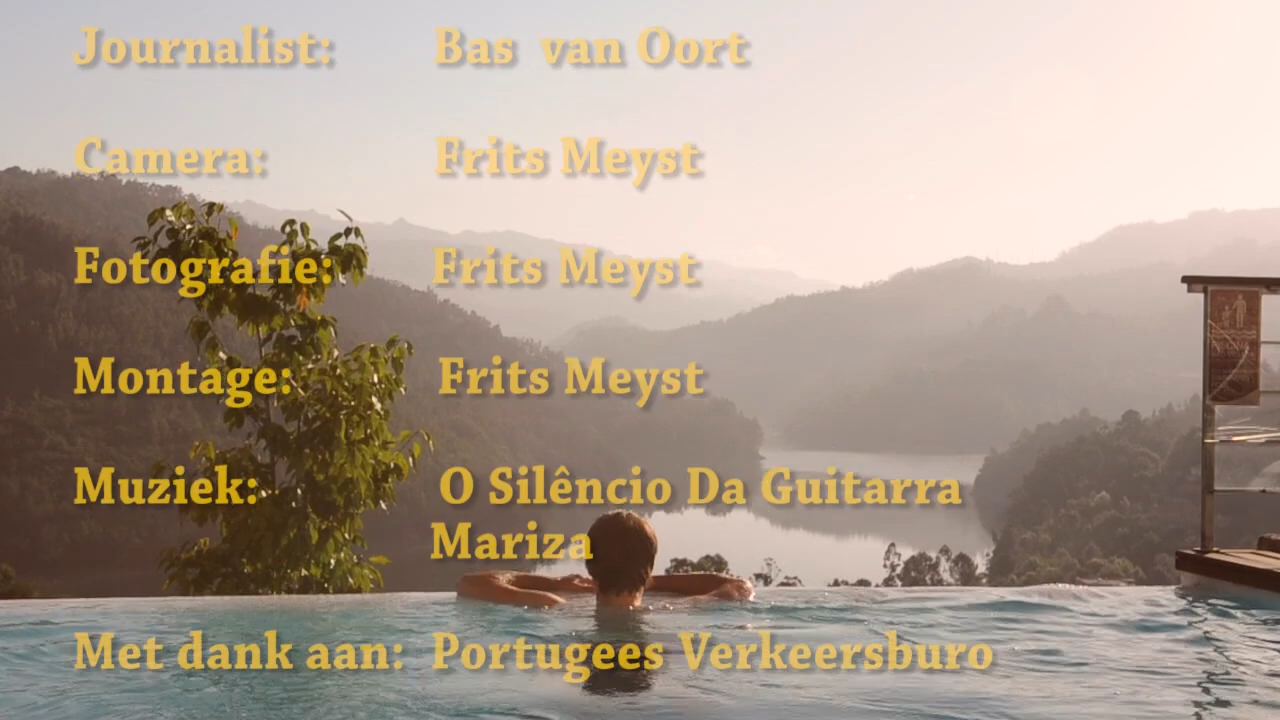 Journalist: Bas van Oort
Camera: Frits Meyst
Fotografie: Frits Meyst
Montage: Frits Meyst
Muziek: O Silêncio Da Guitarra
Mariza
Met dank aan: Portugees Verkeersburo